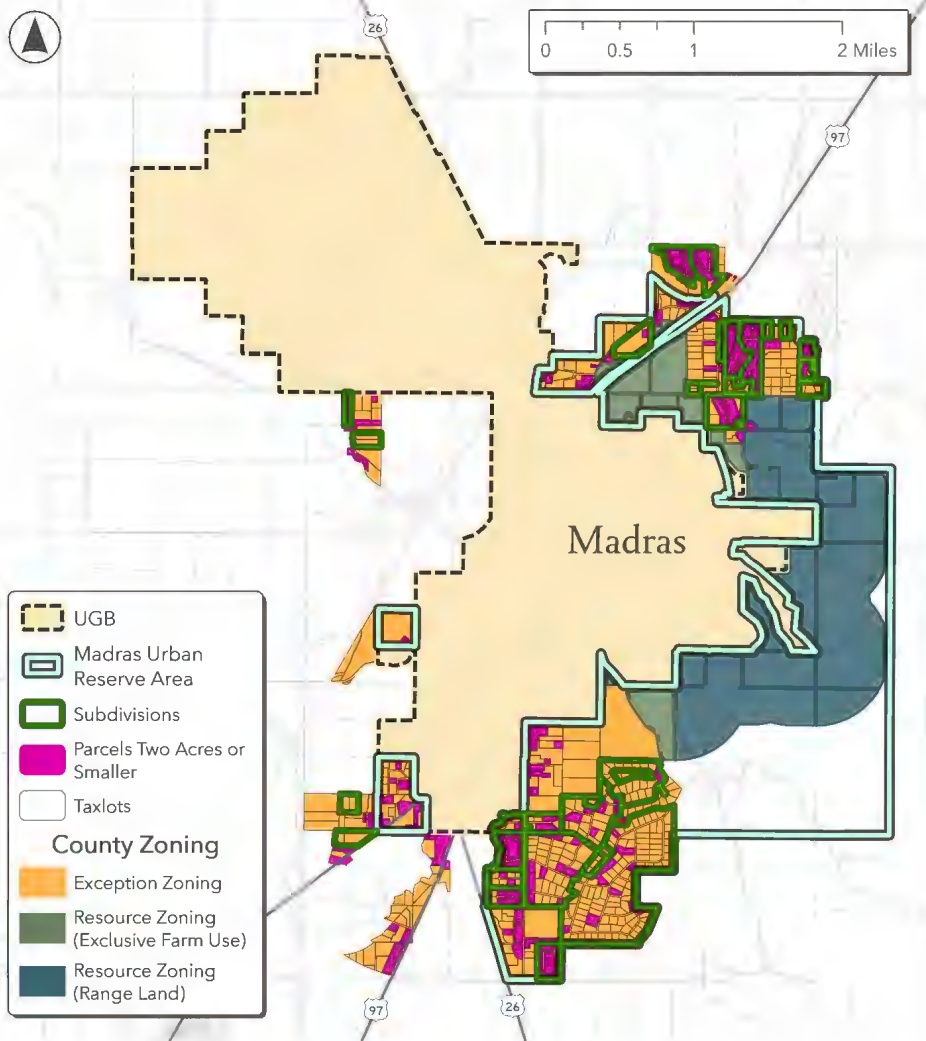 26
0 0.5 1 2 Miles
97
Madras
UGB
Madras Urban
Reserve Area
Subdivisions
Parcels Two Acres or
Smaller
Taxlots
County Zoning
Exception Zoning
Resource Zoning
(Exclusive Farm Use)
Resource Zoning
(Range Land)
97
26